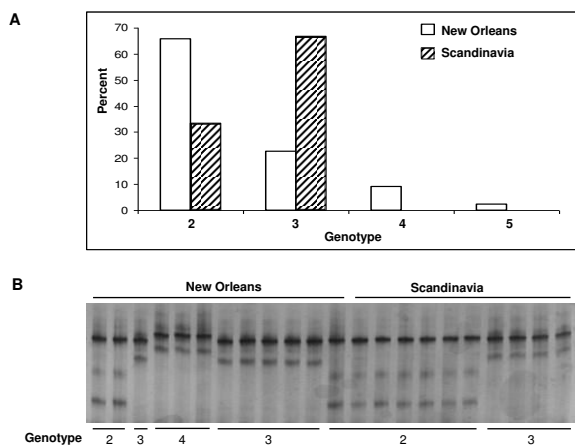 A
New Orleans
Scandinavia
Percent
70
60
50
40
30
20
10
0
2 3 4 5
Genotype
B
New Orleans Scandinavia
Genotype 2 3 4 3 2 3